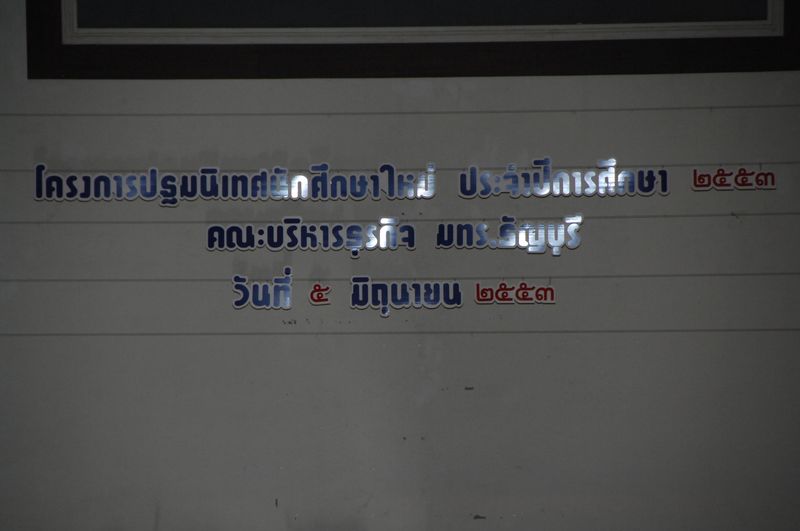 โครงการปฐมนิเทศนักศึกษาใหม่ ประจำปีการศึกษา ๒๕๕๓
คณะบริหารธุรกิจ มทร.ธัญบุรี
วันที่ ๕ มิถุนายน ๒๕๕๓